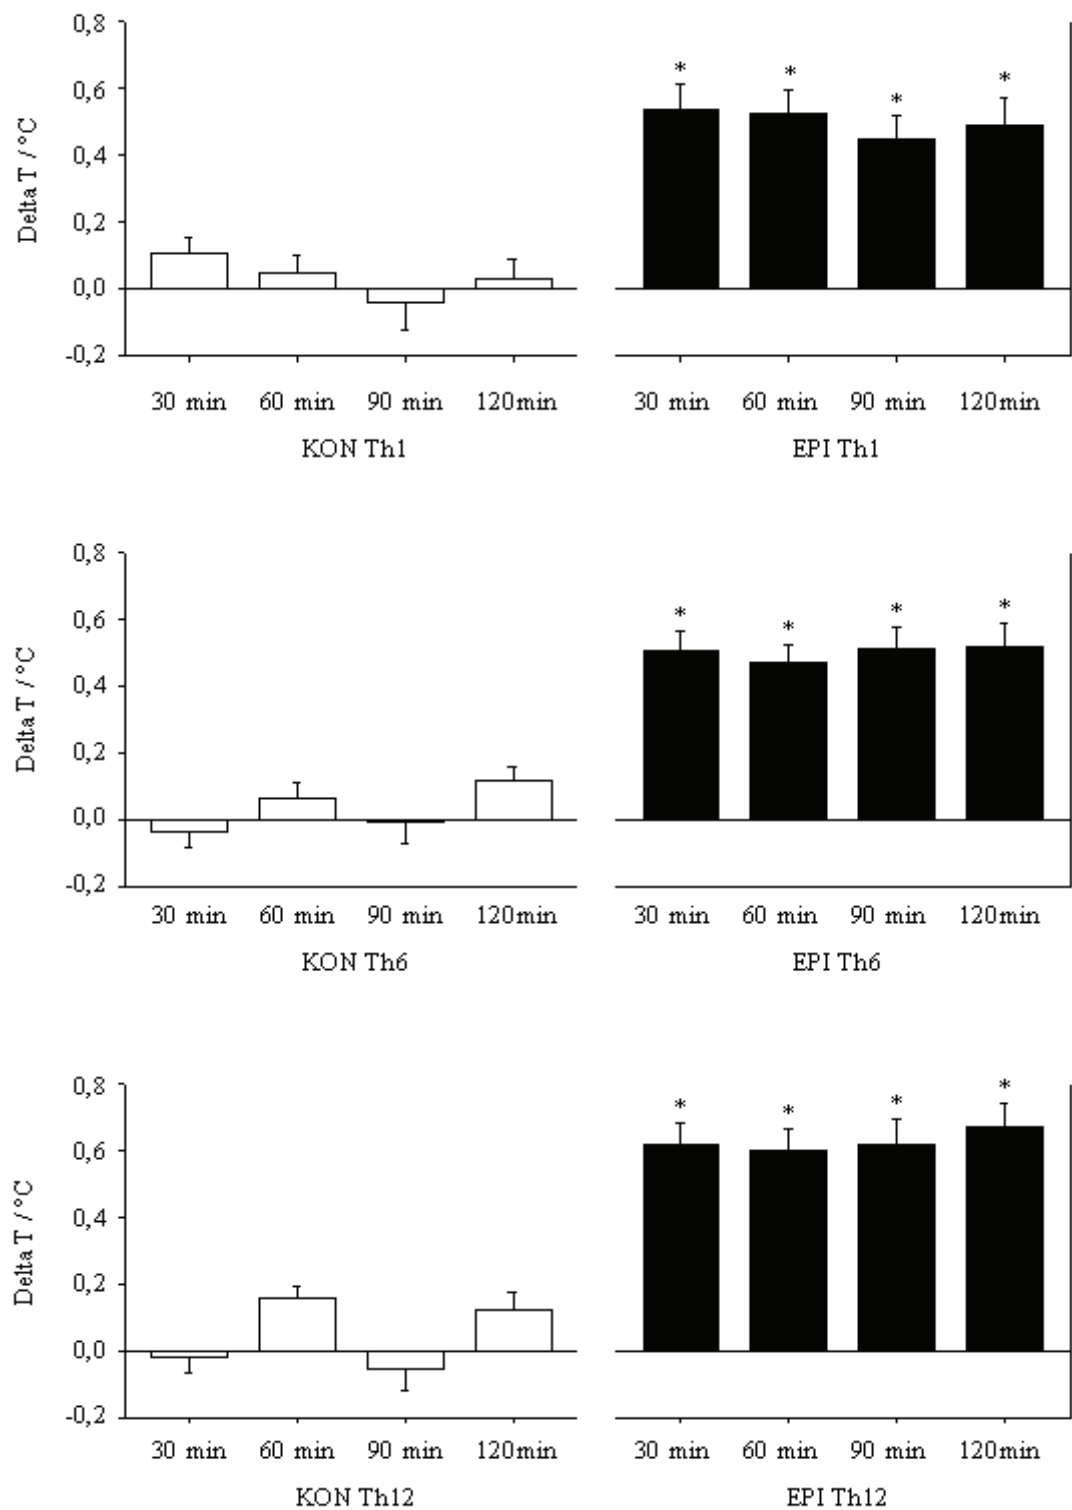 0,8
0,6
0,4
0,2
0,0
-0,2
Delta T / °C
* * * *
30 min 60 min 90 min 120min 30 min 60 min 90 min 120min
KON Th1 EPI Th1
0,8
0,6
0,4
0,2
0,0
-0,2
Delta T / °C
* * * *
30 min 60 min 90 min 120min 30 min 60 min 90 min 120min
KON Th6 EPI Th6
0,8
0,6
0,4
0,2
0,0
-0,2
Delta T / °C
* * * *
30 min 60 min 90 min 120min 30 min 60 min 90 min 120min
KON Th12 EPI Th12